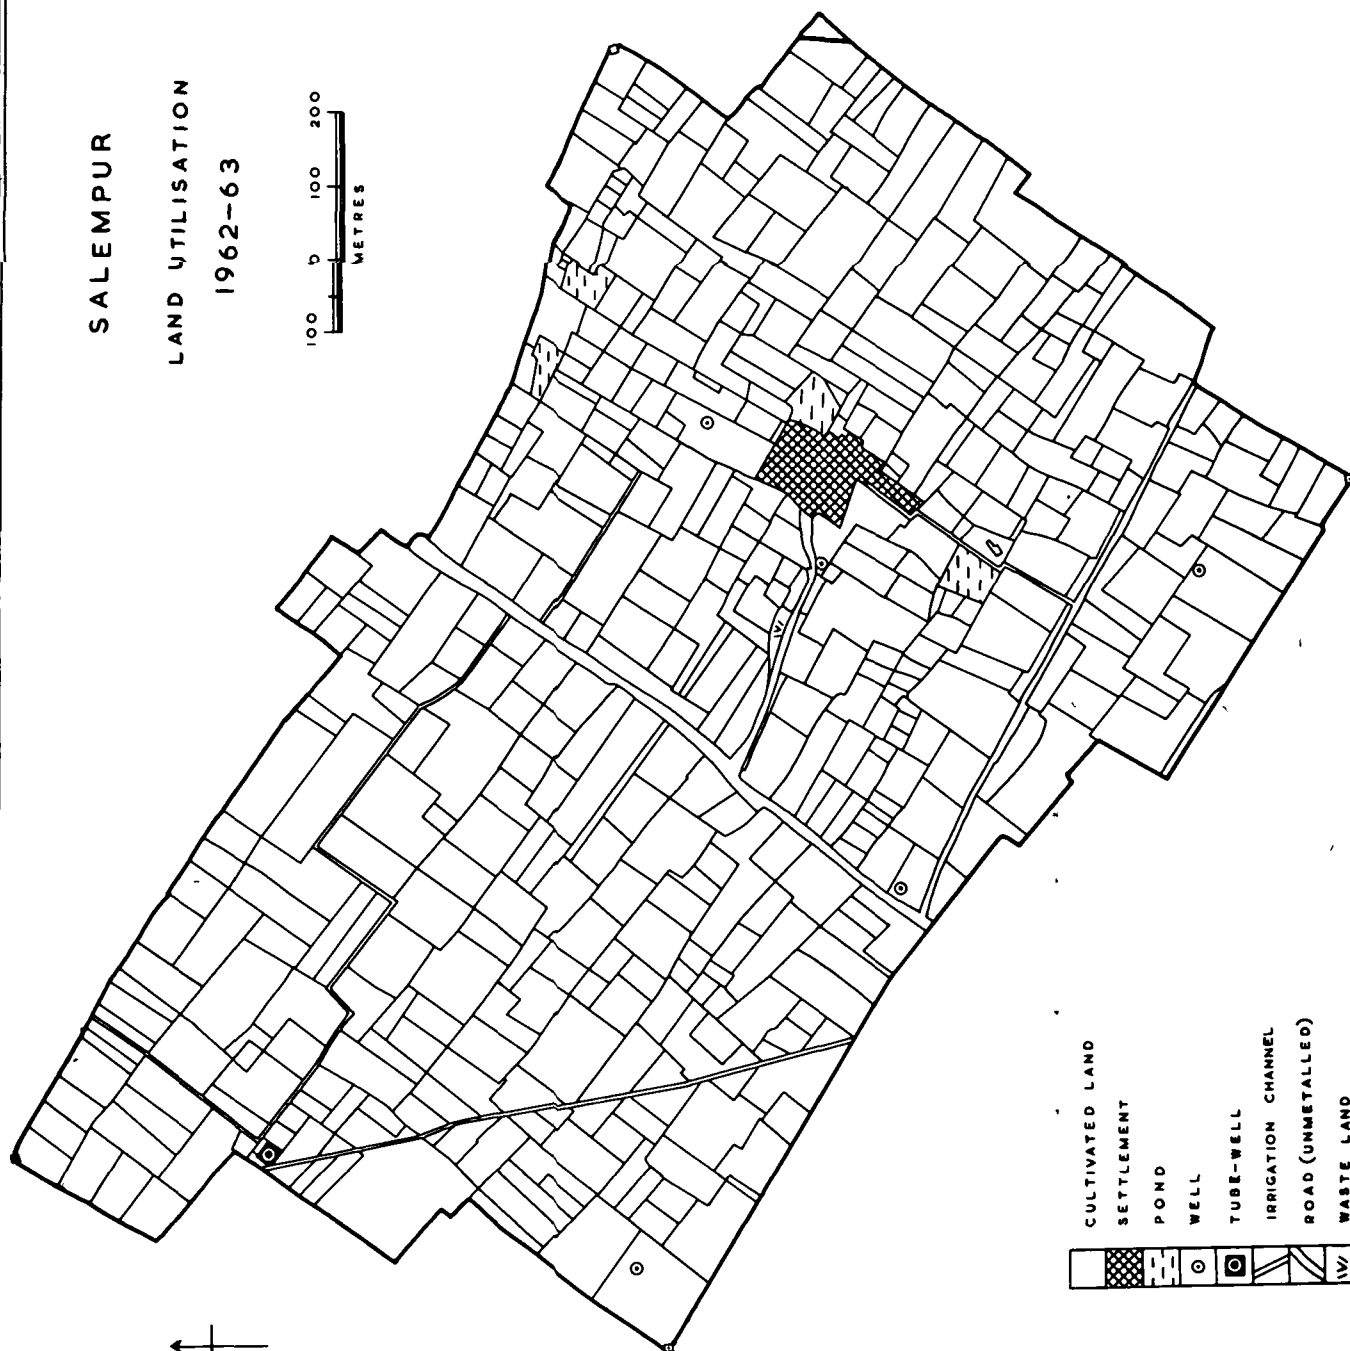 SALEMPUR
LAND UTILISATION
1962-63
100 0 100 200
METRES
CULTIVATED LAND
SETTLEMENT
POND
WELL
TUBE-WELL
IRRIGATION CHANNEL
ROAD (UNMETALLED)
WASTE LAND